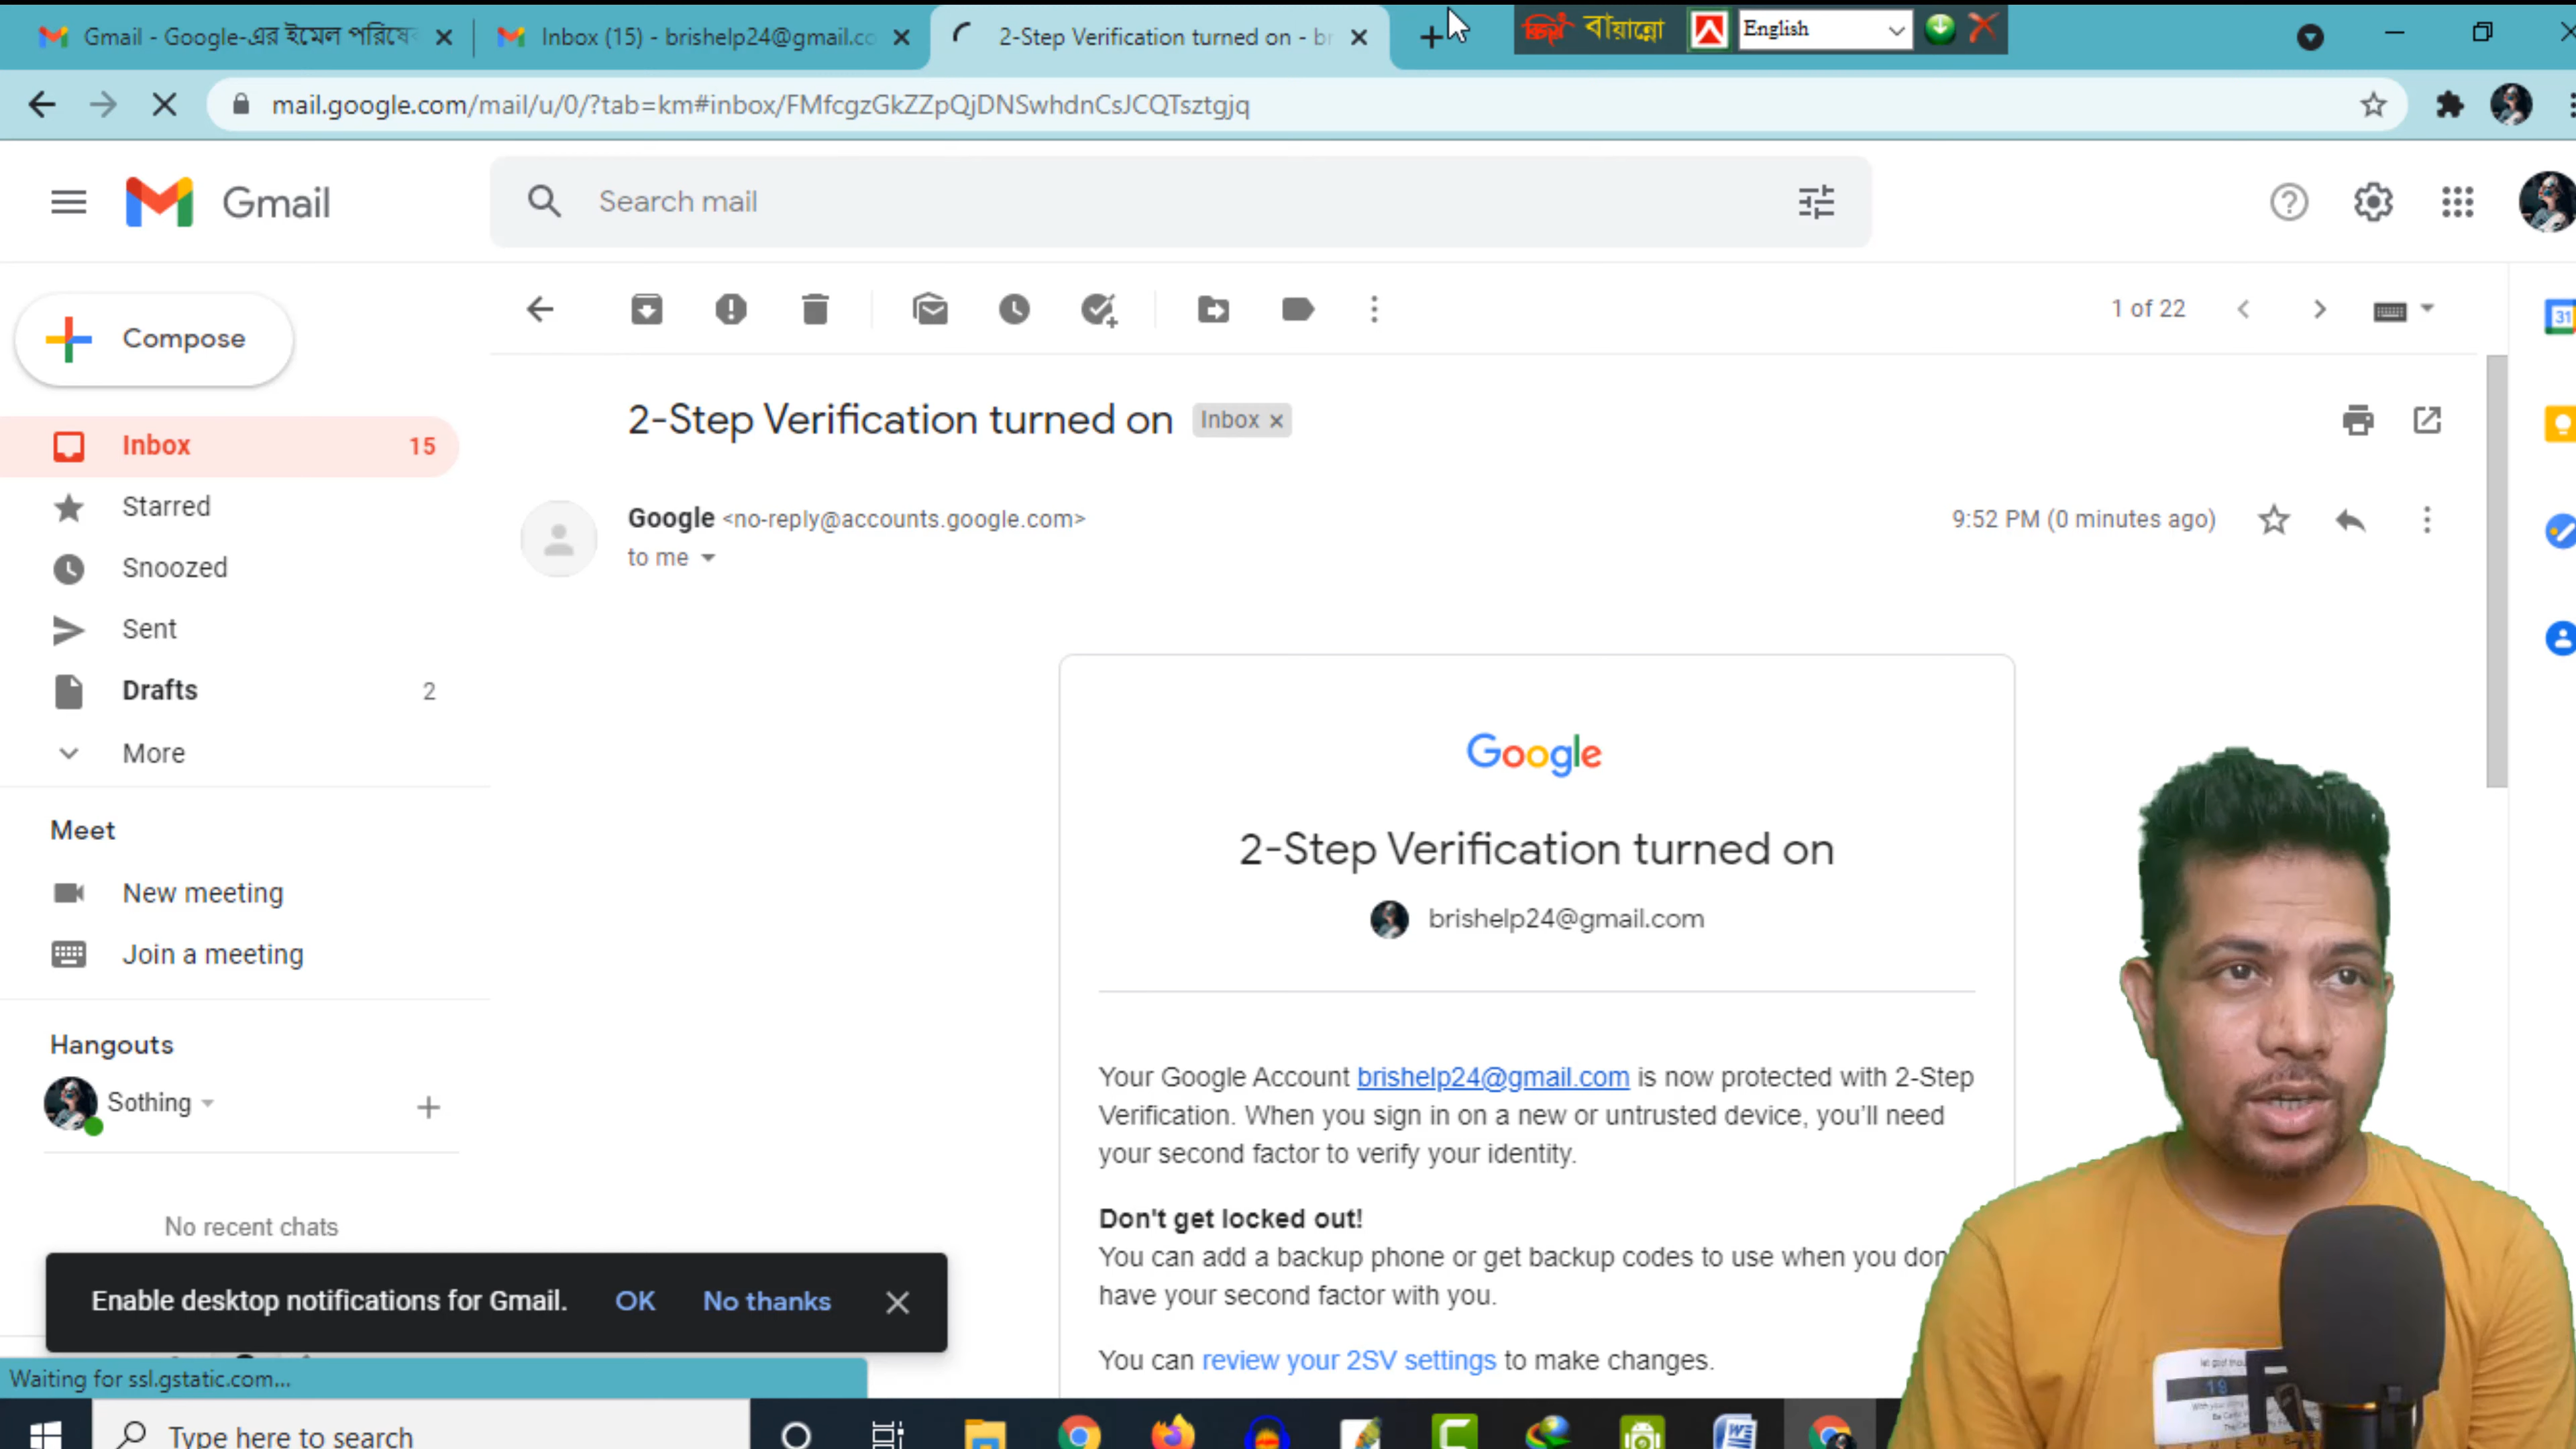 Gmail - Google-এর ইমেল পরিষেব
Inbox (15) - brishelp24@gmail.co
2-Step Verification turned on - br
বিজয় বায়ান্নো
English
mail.google.com/mail/u/0/?tab=km#inbox/FMfcgzGkZZpQjDNSwhdnCsJCQTsztgjq
Gmail
Search mail
Compose
1 of 22
Inbox 15
Starred
Snoozed
Sent
Drafts 2
More
Meet
New meeting
Join a meeting
Hangouts
Sothing
No recent chats
2-Step Verification turned on Inbox x
Google <no-reply@accounts.google.com>
9:52 PM (0 minutes ago)
to me
31
Google
2-Step Verification turned on
brishelp24@gmail.com
Your Google Account brishelp24@gmail.com is now protected with 2-Step
Verification. When you sign in on a new or untrusted device, you'll need
your second factor to verify your identity.
Don't get locked out!
You can add a backup phone or get backup codes to use when you don
have your second factor with you.
You can review your 2SV settings to make changes.
Enable desktop notifications for Gmail. OK No thanks
Waiting for ssl.gstatic.com...
Type here to search
19